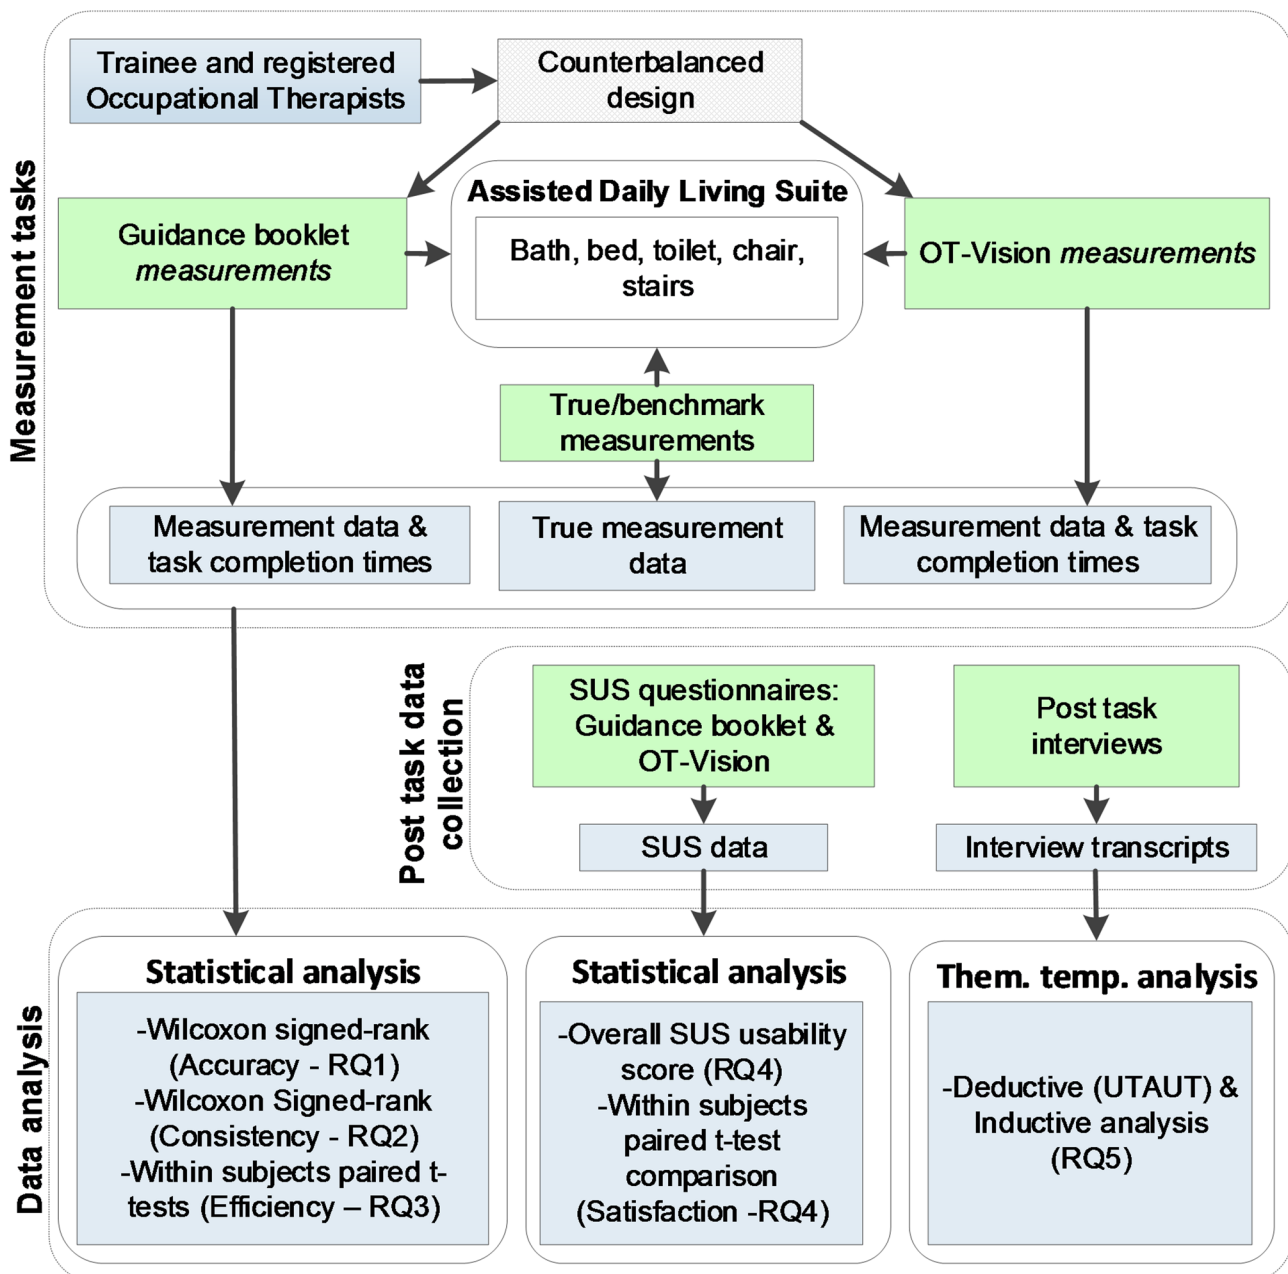 Measurement tasks
Trainee and registered
Occupational Therapists
Counterbalanced
design
Guidance booklet
measurements
Assisted Daily Living Suite
Bath, bed, toilet, chair,
stairs
OT-Vision measurements
True/benchmark
measurements
Measurement data &
task completion times
True measurement
data
Measurement data & task
completion times
Post task data
collection
SUS questionnaires:
Guidance booklet &
OT-Vision
Post task
interviews
SUS data
Interview transcripts
Data analysis
Statistical analysis
-Wilcoxon signed-rank
(Accuracy - RQ1)
-Wilcoxon Signed-rank
(Consistency - RQ2)
-Within subjects paired t-
tests (Efficiency – RQ3)
Statistical analysis
-Overall SUS usability
score (RQ4)
-Within subjects
paired t-test
comparison
(Satisfaction -RQ4)
Them. temp. analysis
-Deductive (UTAUT) &
Inductive analysis
(RQ5)